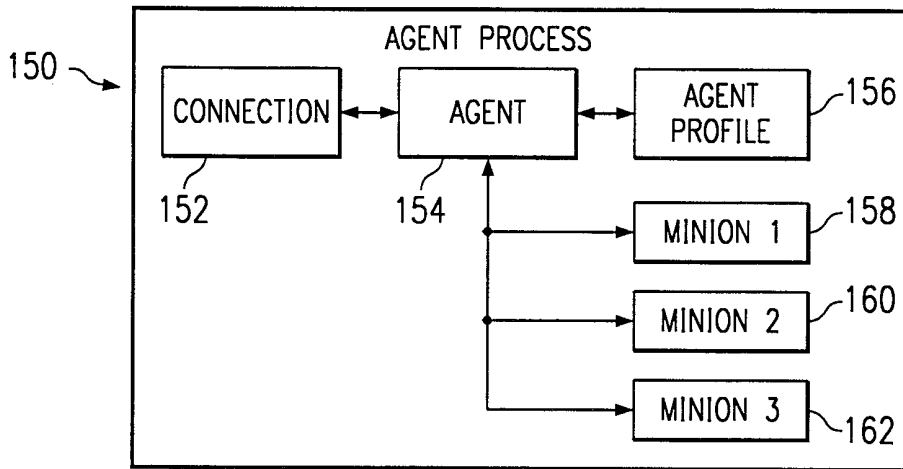 AGENT PROCESS
150
CONNECTION
AGENT
AGENT
PROFILE
156
152
154
MINION 1
158
MINION 2
160
MINION 3
162